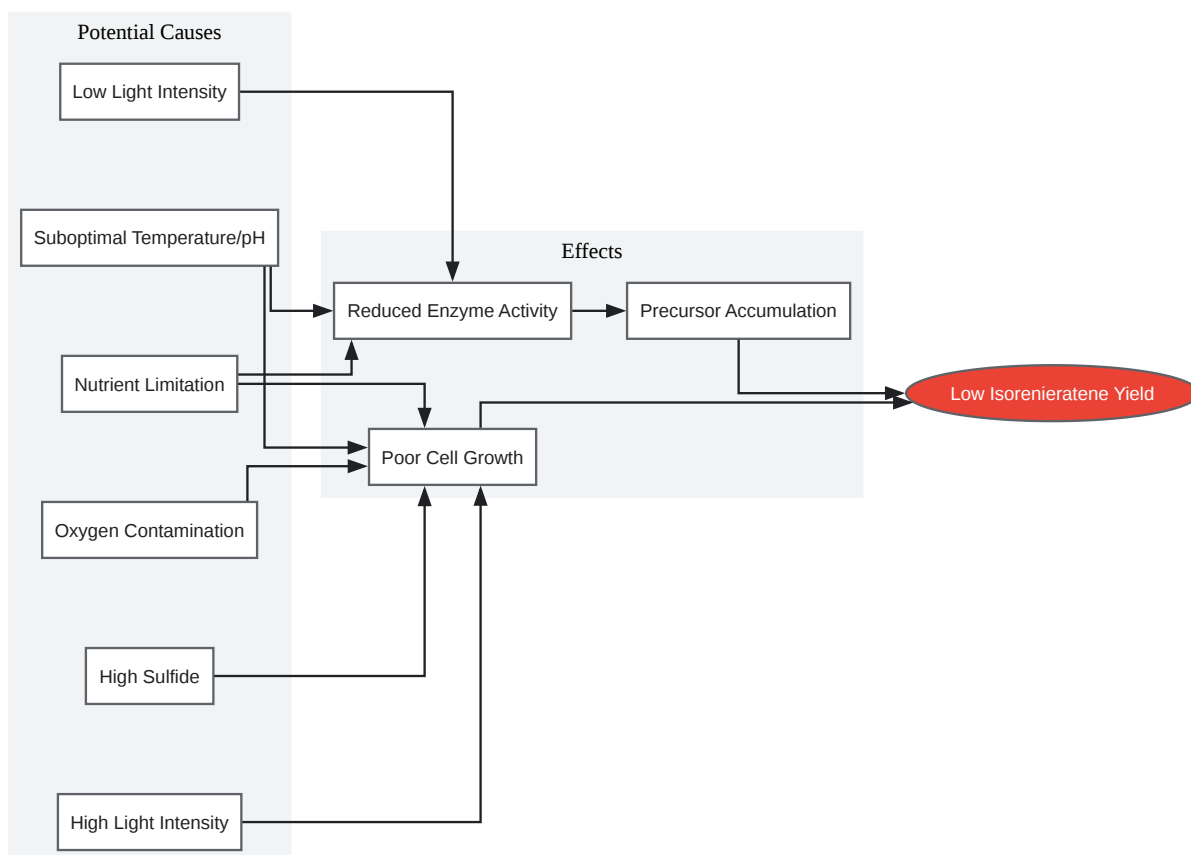 Potential Causes
Low Light Intensity
Suboptimal Temperature/pH
Nutrient Limitation
Oxygen Contamination
High Sulfide
High Light Intensity
Effects
Reduced Enzyme Activity
Precursor Accumulation
Poor Cell Growth
Low Isorenieratene Yield